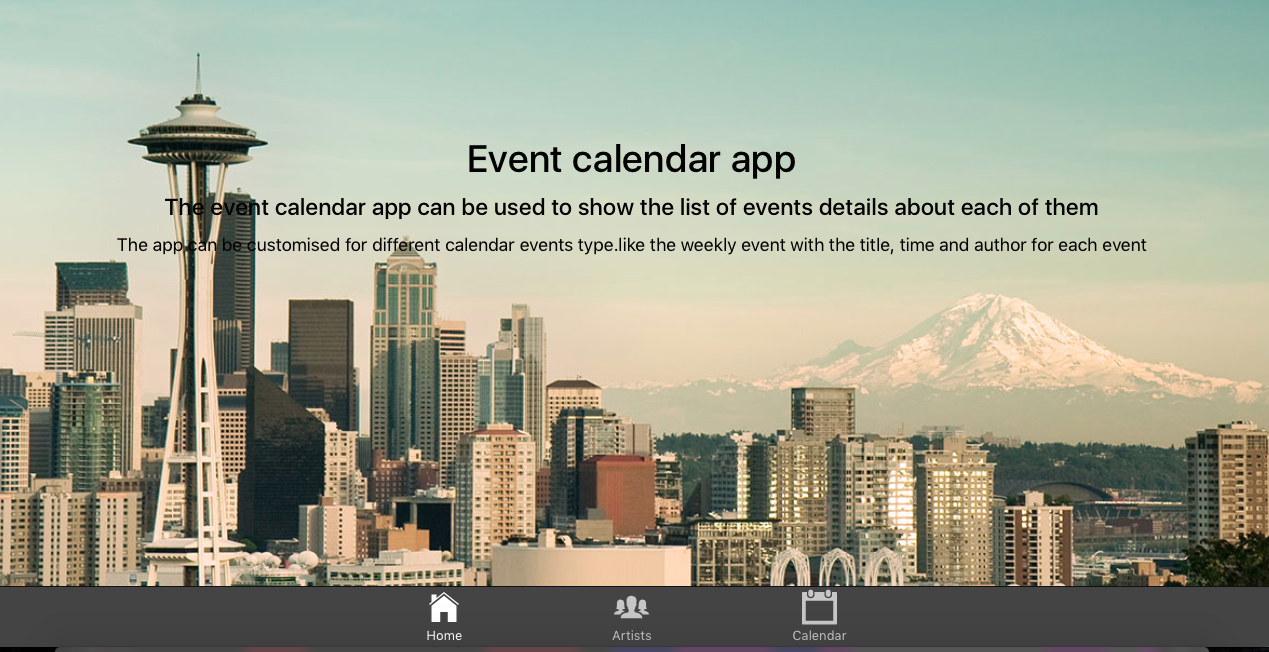 Event calendar app
The event calendar app can be used to show the list of events details about each of them
The app can be customised for different calendar events type.like the weekly event with the title, time and author for each event
Home
Artists
Calendar